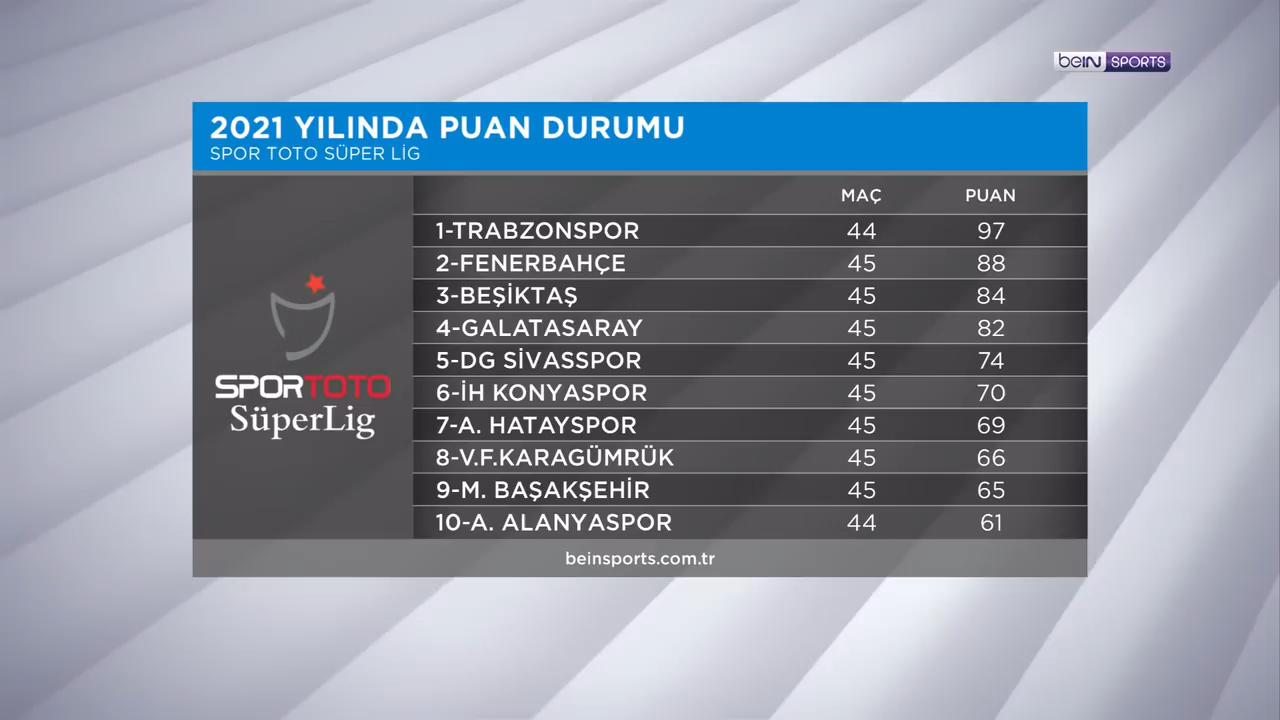 beIN SPORTS
2021 YILINDA PUAN DURUMU
SPOR TOTO SÜPER LİG
MAÇ PUAN
1-TRABZONSPOR 44 97
2-FENERBAHÇE 45 88
3-BEŞİKTAŞ 45 84
4-GALATASARAY 45 82
5-DG SİVASSPOR 45 74
6-İH KONYASPOR 45 70
7-A. HATAYSPOR 45 69
8-V.F.KARAGÜMRÜK 45 66
9-M. BAŞAKŞEHİR 45 65
10-A. ALANYASPOR 44 61
SPORTOTO
SüperLig
beinsports.com.tr